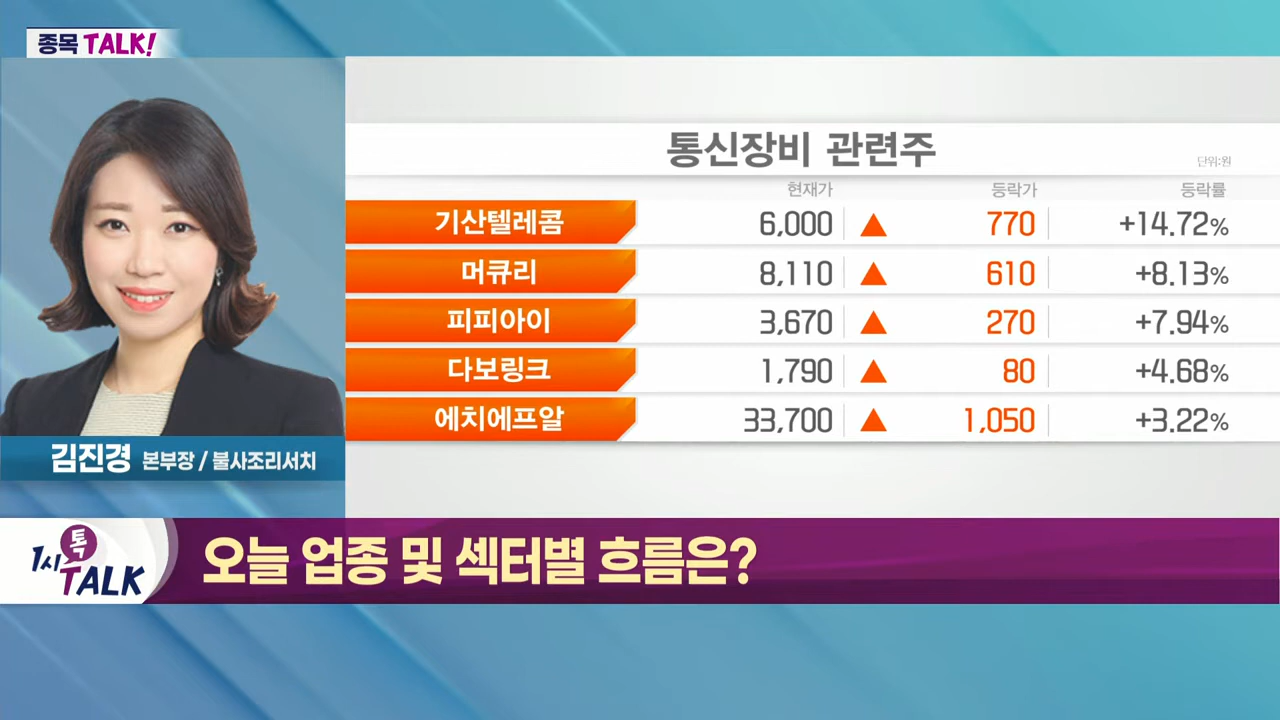 종목 TALK!
통신장비 관련주
단위:원
현재가 등락가 등락률
기산텔레콤 6,000 ▲ 770 +14.72%
머큐리 8,110 ▲ 610 +8.13%
피피아이 3,670 ▲ 270 +7.94%
다보링크 1,790 ▲ 80 +4.68%
에치에프알 33,700 ▲ 1,050 +3.22%
김진경 본부장 / 불사조리서치
1시 톡 TALK
오늘 업종 및 섹터별 흐름은?